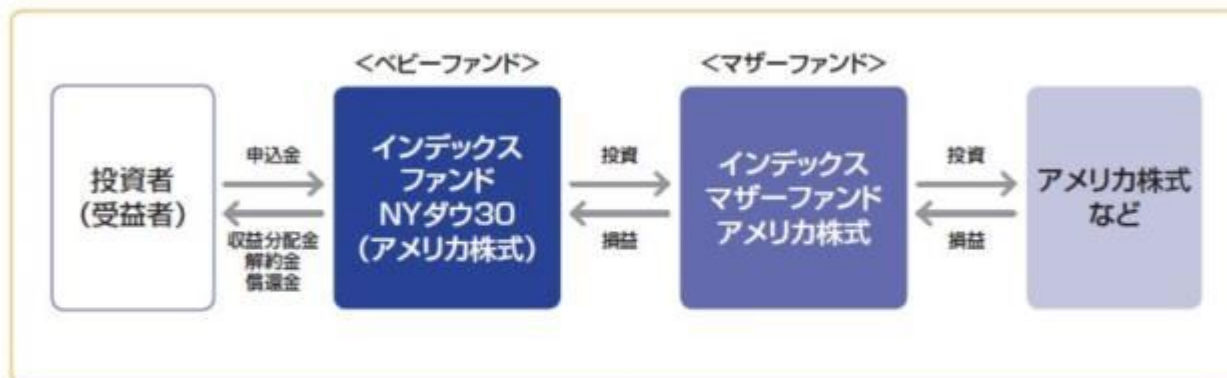 <ベビーファンド>
<マザーファンド>
投資者
(受益者)
申込金
収益分配金
解約金
償還金
インデックス
ファンド
NYダウ30
(アメリカ株式)
投資
損益
インデックス
マザーファンド
アメリカ株式
投資
損益
アメリカ株式
など